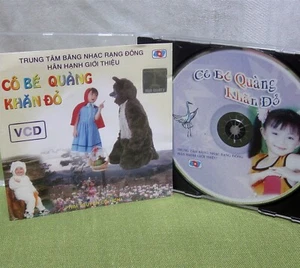 TRUNG TÂM BĂNG NHẠC RẠNG ĐÔNG
HÂN HẠNH GIỚI THIỆU
CÔ BÉ QUÀNG
KHĂN ĐỎ
VCD
Cô Bé Quàng
Khăn Đỏ